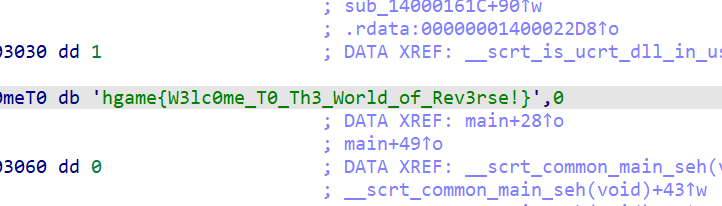 ; sub_14000161C+90↑w
; .rdata:00000001400022D8↑o
03030 dd 1 ; DATA XREF: __scrt_is_ucrt_dll_in_us
0meT0 db 'hgame{W3lc0me_T0_Th3_World_of_Rev3rse!}',0
; DATA XREF: main+28↑o
; main+49↑o
03060 dd 0 ; DATA XREF: __scrt_common_main_seh(v
; __scrt_common_main_seh(void)+43↑w